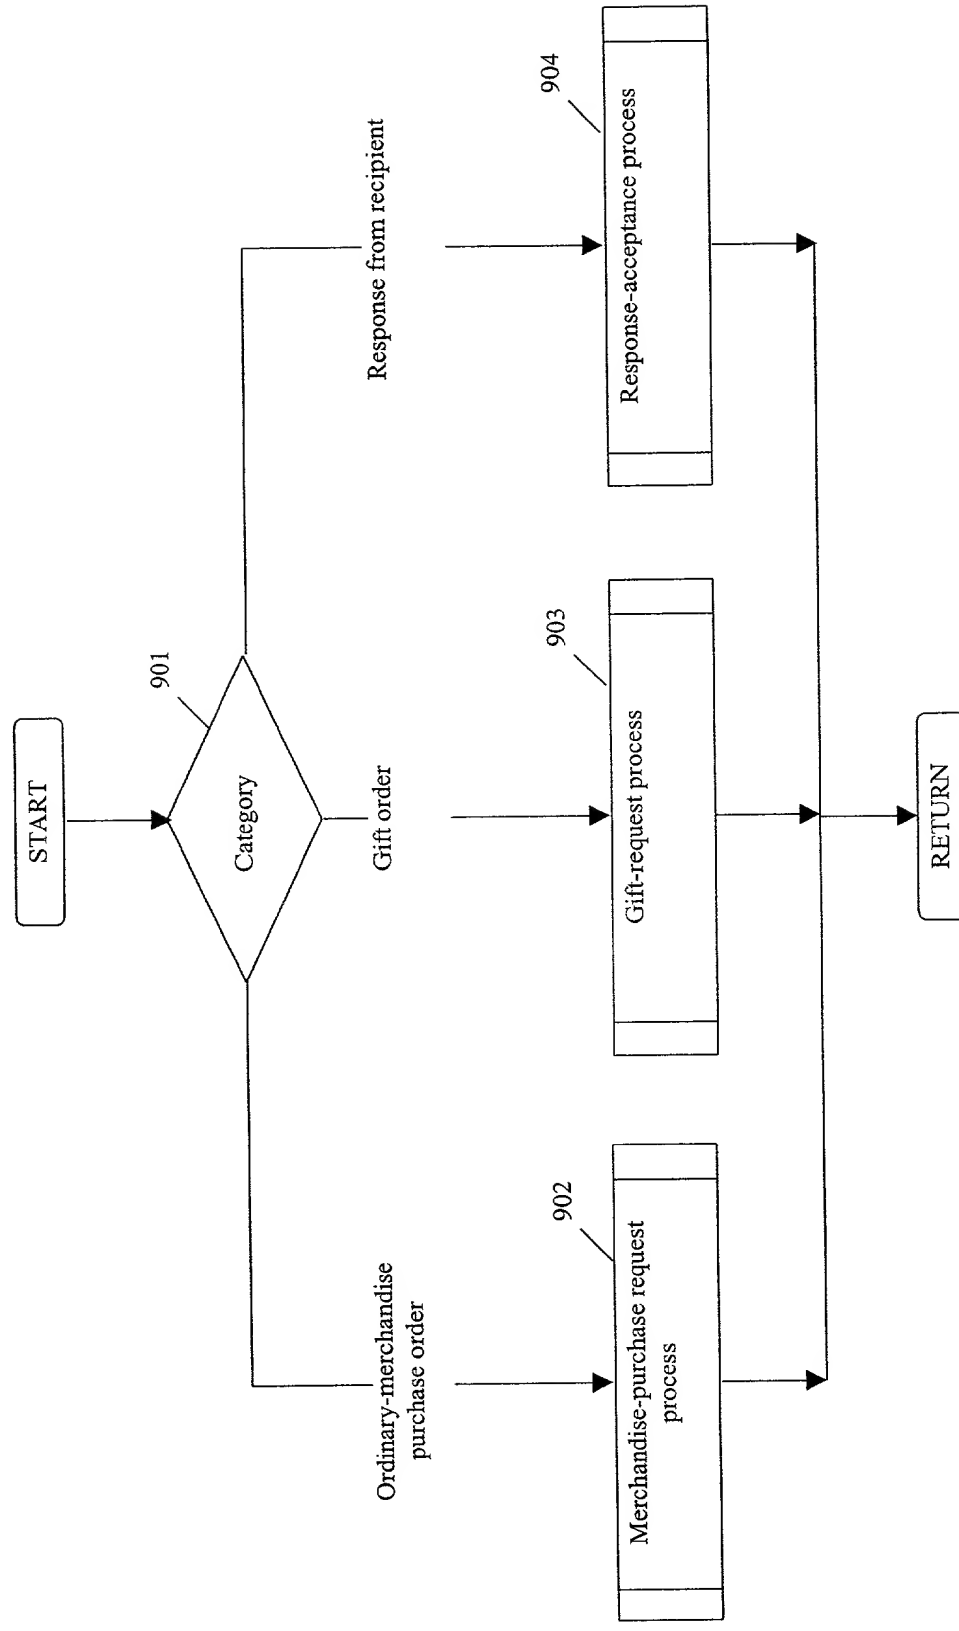 START
901
Category
Ordinary-merchandise
purchase order
Gift order
Response from recipient
902
Merchandise-purchase request
process
903
Gift-request process
904
Response-acceptance process
RETURN